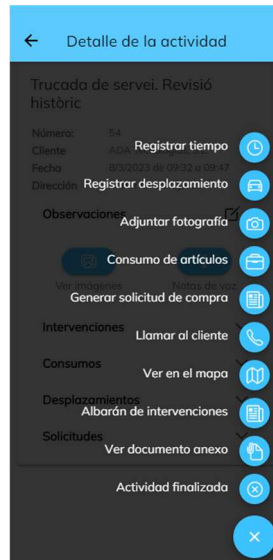 Detalle de la actividad
Trucada de servei. Revisió
històric
Número: 54
Registrar tiempo
Cliente ADA
Fecha 8/3/2023 de 09:32 a 09:47
Dirección
Registrar desplazamiento
Observaciones
Adjuntar fotografía
Consumo de artículos
Ver imágenes Notas de voz
Generar solicitud de compra
Intervenciones
Llamar al cliente
Consumos
Ver en el mapa
Desplazamientos
Albarán de intervenciones
Solicitudes
Ver documento anexo
Actividad finalizada